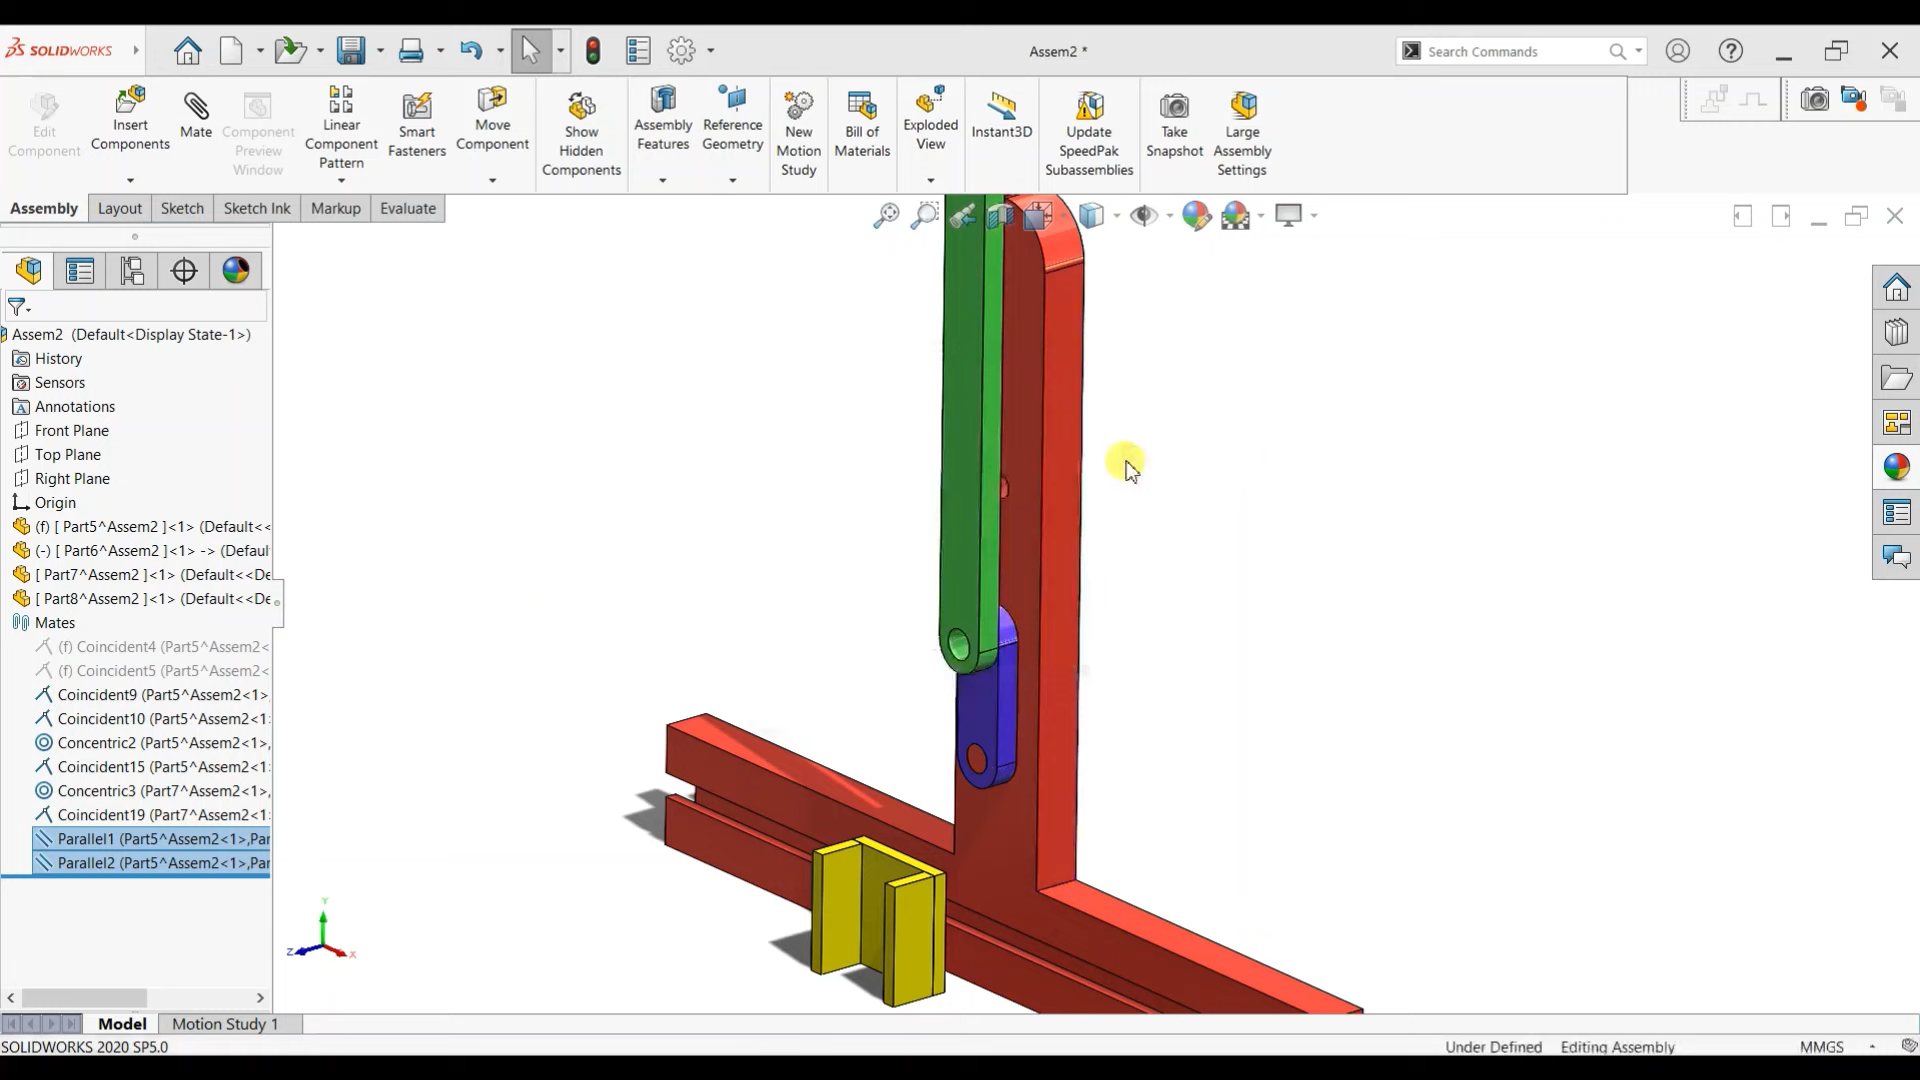 SOLIDWORKS
Assem2 *
Search Commands
Edit
Component
Insert
Components
Mate
Component
Preview
Window
Linear
Component
Pattern
Smart
Fasteners
Move
Component
Show
Hidden
Components
Assembly
Features
Reference
Geometry
New
Motion
Study
Bill of
Materials
Exploded
View
Instant3D
Update
SpeedPak
Subassemblies
Take
Snapshot
Large
Assembly
Settings
Assembly Layout Sketch Sketch Ink Markup Evaluate
Assem2 (Default<Display State-1>)
History
Sensors
Annotations
Front Plane
Top Plane
Right Plane
Origin
(f) [ Part5^Assem2 ]<1> (Default<<
(-) [ Part6^Assem2 ]<1> -> (Defaul
[ Part7^Assem2 ]<1> (Default<<De
[ Part8^Assem2 ]<1> (Default<<De
Mates
(f) Coincident4 (Part5^Assem2<
(f) Coincident5 (Part5^Assem2<
Coincident9 (Part5^Assem2<1>,
Coincident10 (Part5^Assem2<1
Concentric2 (Part5^Assem2<1>,
Coincident15 (Part5^Assem2<1
Concentric3 (Part7^Assem2<1>,
Coincident19 (Part7^Assem2<1
Parallel1 (Part5^Assem2<1>,Par
Parallel2 (Part5^Assem2<1>,Par
Y
Z
X
Model Motion Study 1
SOLIDWORKS 2020 SP5.0
Under Defined Editing Assembly MMGS